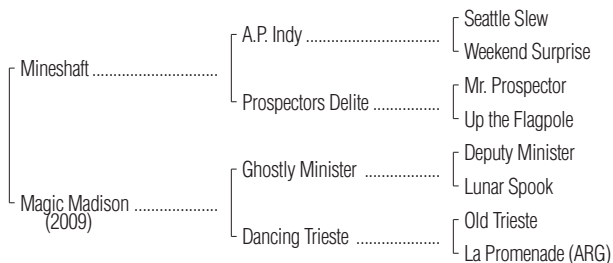 Seattle Slew
A.P. Indy ..............................
Weekend Surprise
Mineshaft ............................
Mr. Prospector
Prospectors Delite ...............
Up the Flagpole
Deputy Minister
Ghostly Minister .................
Lunar Spook
Magic Madison ..................
(2009)
Old Trieste
Dancing Trieste ...................
La Promenade (ARG)